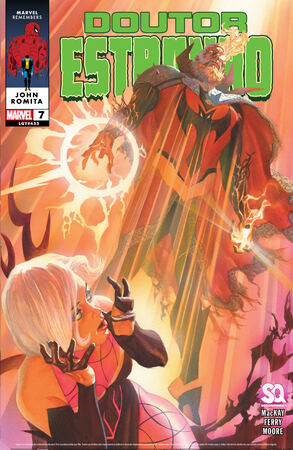 MARVEL
REMEMBERS
JOHN
ROMITA
MARVEL 7
LGY#433
DOUTOR
ESTRANHO
SQ
MacKAY
FERRY
MOORE